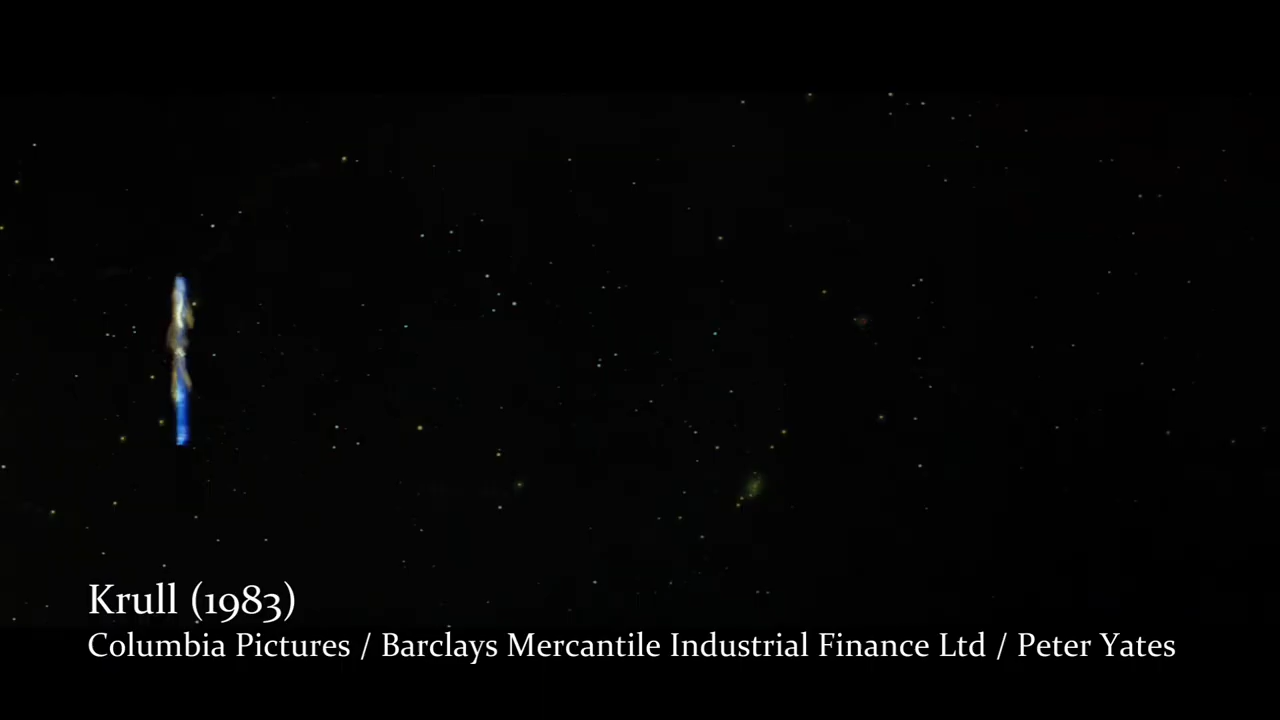 Krull (1983)
Columbia Pictures / Barclays Mercantile Industrial Finance Ltd / Peter Yates